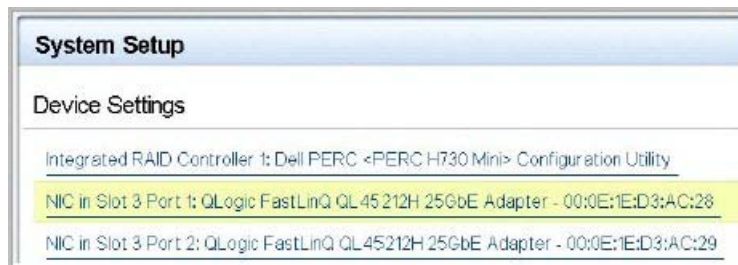 System Setup
Device Settings
Integrated RAID Controller 1: Dell PERC <PERC H730 Mini> Configuration Utility
NIC in Slot 3 Port 1: QLogic FastLinQ QL45212H 25GbE Adapter - 00:0E:1E:D3:AC:28
NIC in Slot 3 Port 2: QLogic FastLinQ QL45212H 25GbE Adapter - 00:0E:1E:D3:AC:29